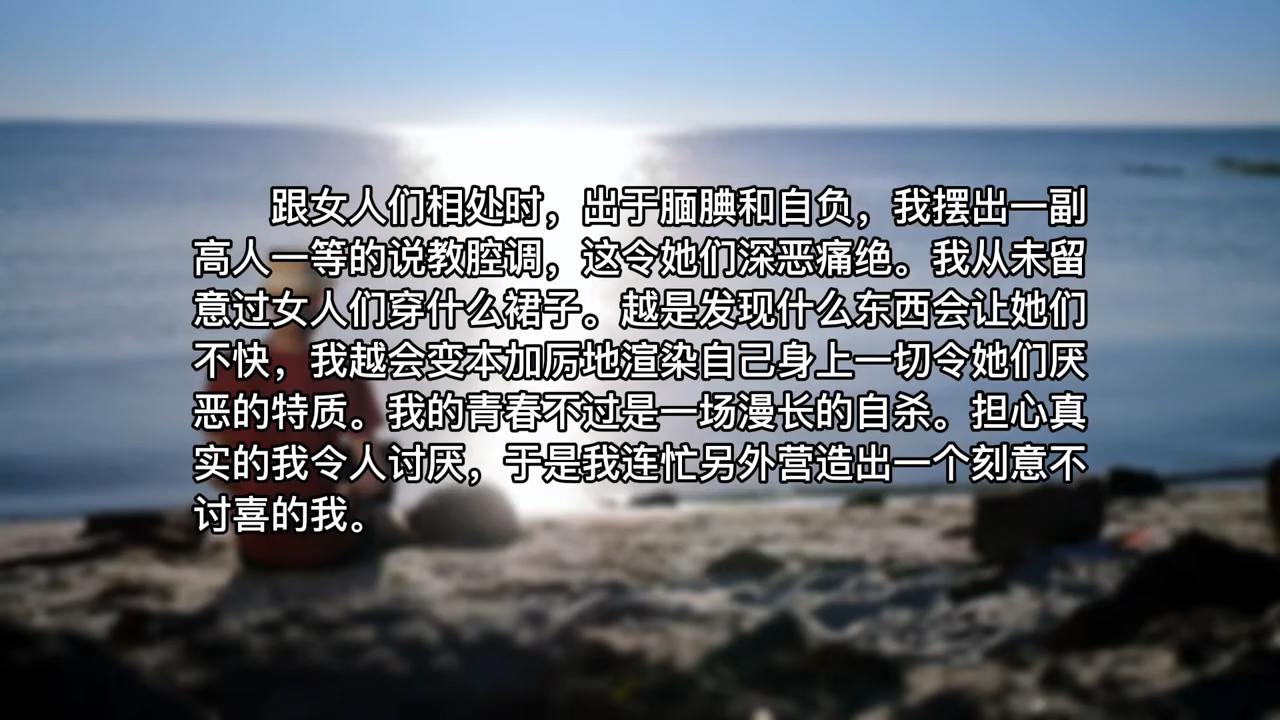 跟女人们相处时，出于腼腆和自负，我摆出一副
高人一等的说教腔调，这令她们深恶痛绝。我从未留
意过女人们穿什么裙子。越是发现什么东西会让她们
不快，我越会变本加厉地渲染自己身上一切令她们厌
恶的特质。我的青春不过是一场漫长的自杀。担心真
实的我令人讨厌，于是我连忙另外营造出一个刻意不
讨喜的我。